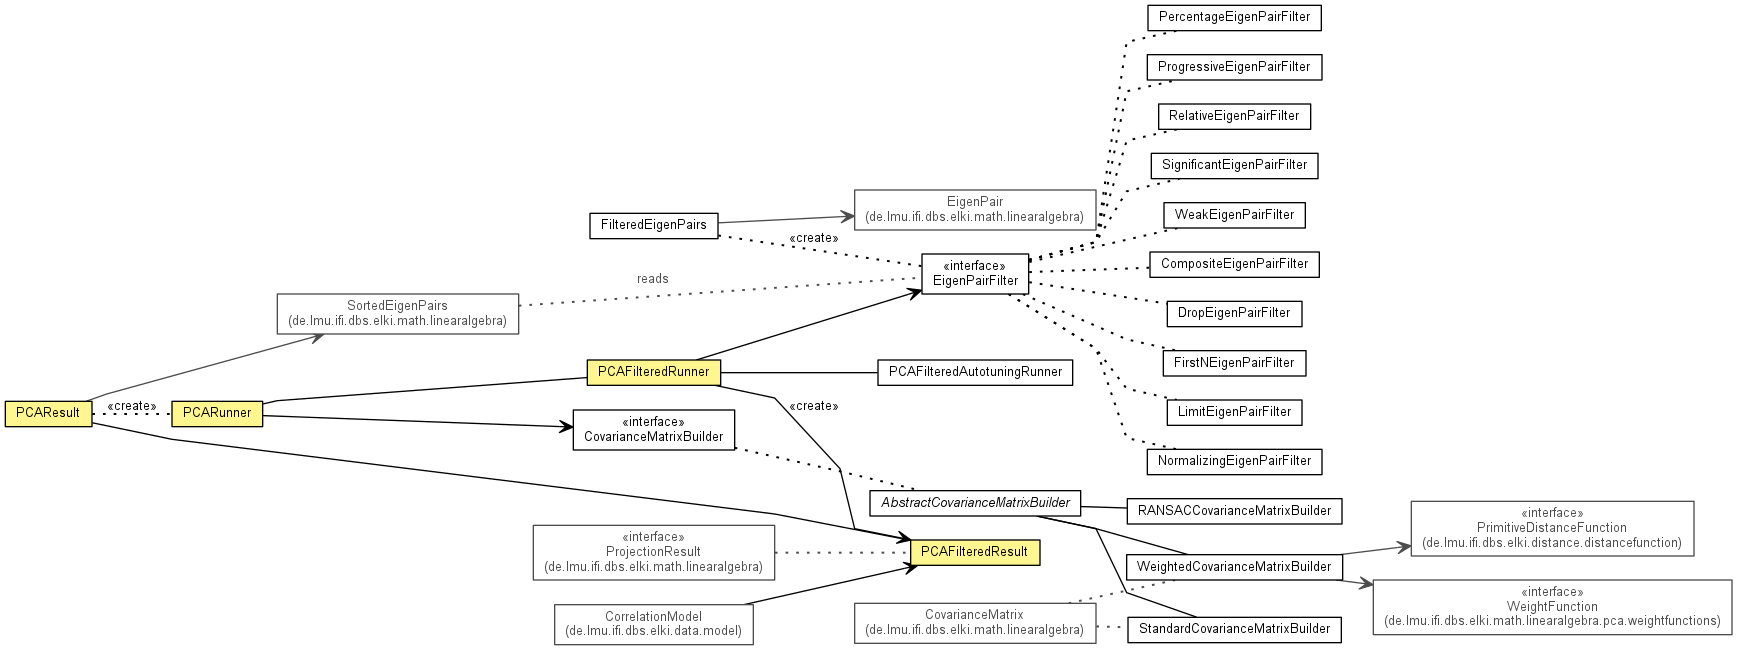 PercentageEigenPairFilter
ProgressiveEigenPairFilter
RelativeEigenPairFilter
SignificantEigenPairFilter
WeakEigenPairFilter
CompositeEigenPairFilter
DropEigenPairFilter
FirstNEigenPairFilter
LimitEigenPairFilter
NormalizingEigenPairFilter
EigenPair
(de.lmu.ifi.dbs.elki.math.linearalgebra)
FilteredEigenPairs
«create»
«interface»
EigenPairFilter
reads
SortedEigenPairs
(de.lmu.ifi.dbs.elki.math.linearalgebra)
PCAFilteredRunner
PCAFilteredAutotuningRunner
PCAResult
«create»
PCARunner
«create»
«interface»
CovarianceMatrixBuilder
AbstractCovarianceMatrixBuilder
RANSACCovarianceMatrixBuilder
«interface»
PrimitiveDistanceFunction
(de.lmu.ifi.dbs.elki.distance.distancefunction)
«interface»
ProjectionResult
(de.lmu.ifi.dbs.elki.math.linearalgebra)
PCAFilteredResult
WeightedCovarianceMatrixBuilder
«interface»
WeightFunction
(de.lmu.ifi.dbs.elki.math.linearalgebra.pca.weightfunctions)
CorrelationModel
(de.lmu.ifi.dbs.elki.data.model)
CovarianceMatrix
(de.lmu.ifi.dbs.elki.math.linearalgebra)
StandardCovarianceMatrixBuilder